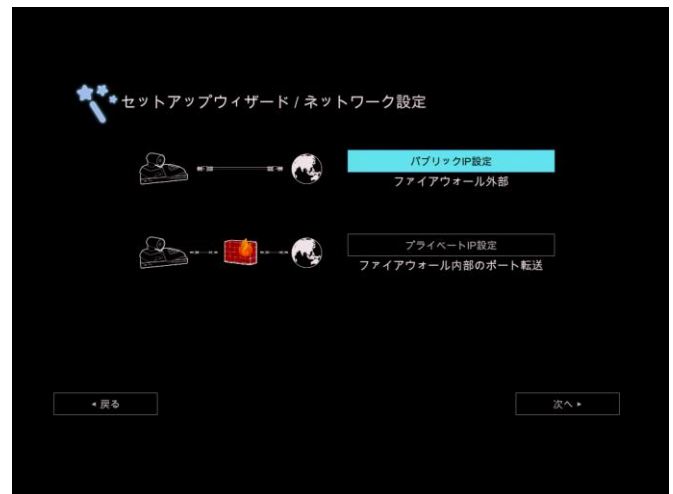 セットアップウィザード / ネットワーク設定
パブリックIP設定
ファイアウォール外部
プライベートIP設定
ファイアウォール内部のポート転送
◂ 戻る
次へ ▸